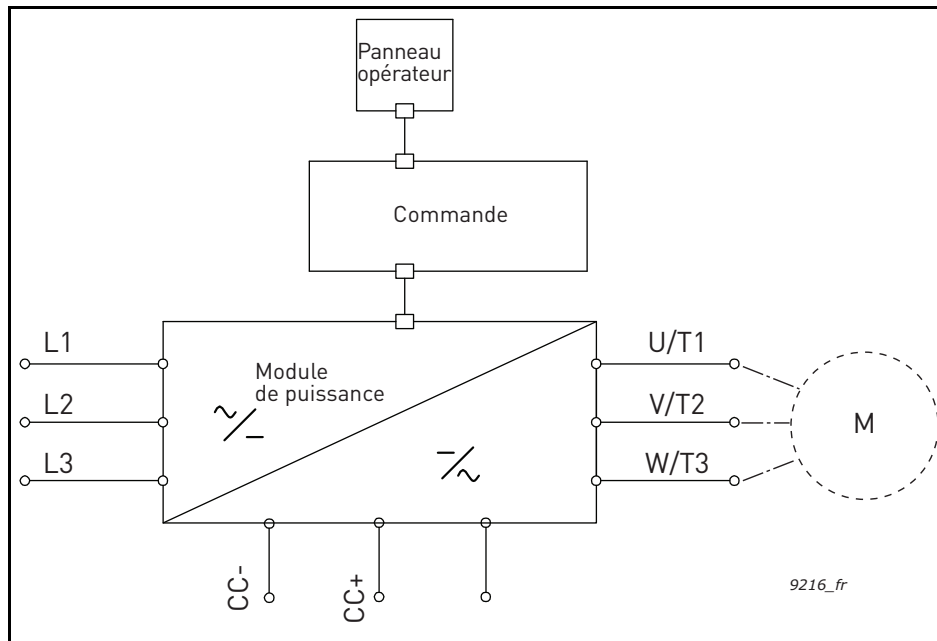 Panneau
opérateur
Commande
L1
L2
L3
Module
de puissance
U/T1
V/T2
W/T3
M
CC-
CC+
9216_fr